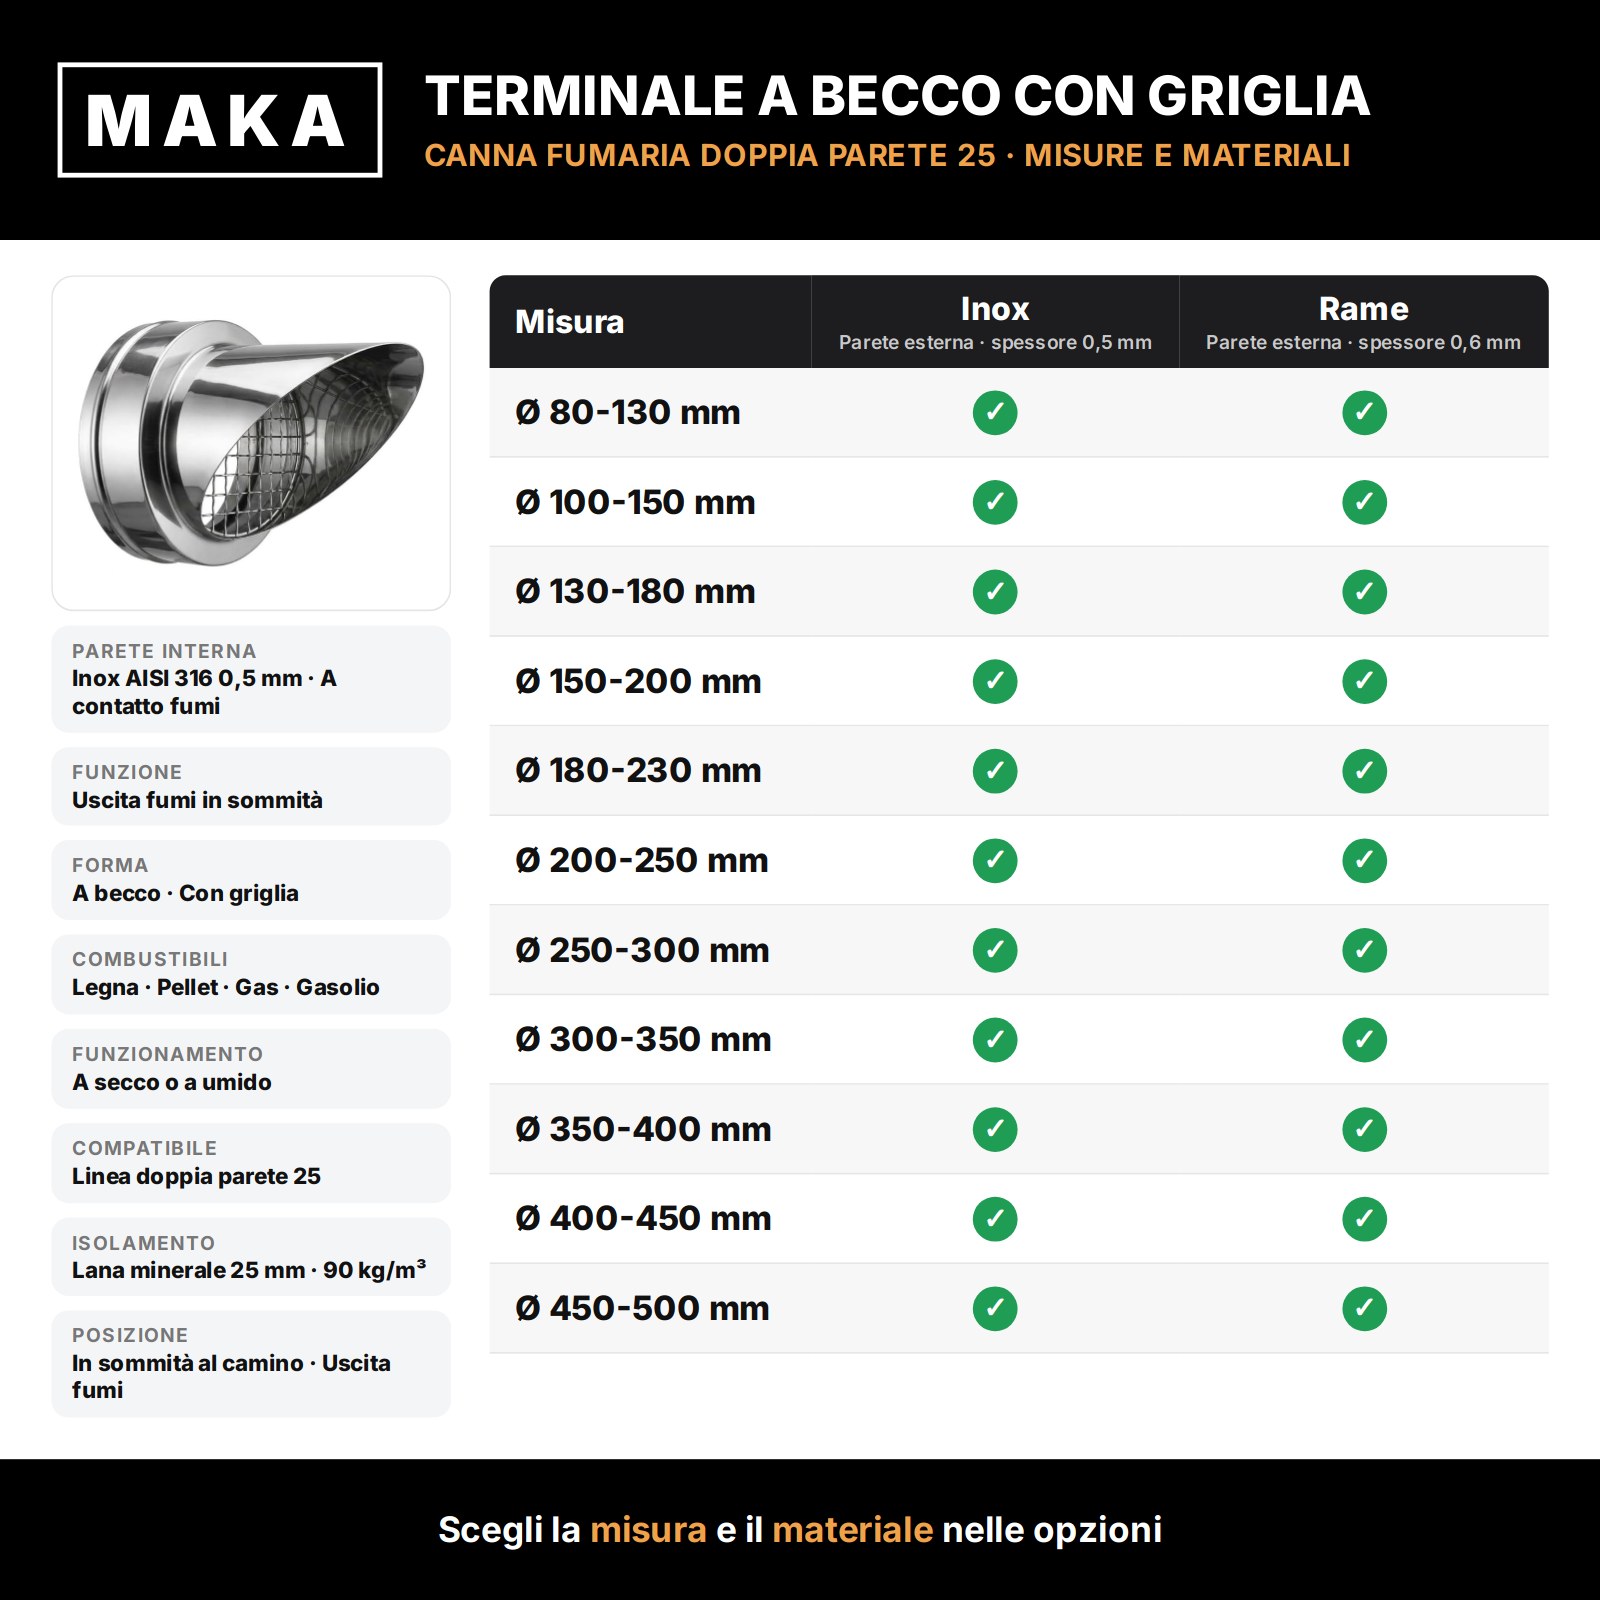 MAKA
TERMINALE A BECCO CON GRIGLIA
CANNA FUMARIA DOPPIA PARETE 25 · MISURE E MATERIALI
PARETE INTERNA
Inox AISI 316 0,5 mm · A
contatto fumi
FUNZIONE
Uscita fumi in sommità
FORMA
A becco · Con griglia
COMBUSTIBILI
Legna · Pellet · Gas · Gasolio
FUNZIONAMENTO
A secco o a umido
COMPATIBILE
Linea doppia parete 25
ISOLAMENTO
Lana minerale 25 mm · 90 kg/m³
POSIZIONE
In sommità al camino · Uscita
fumi
Misura
Inox
Parete esterna · spessore 0,5 mm
Rame
Parete esterna · spessore 0,6 mm
Ø 80-130 mm ✓ ✓
Ø 100-150 mm ✓ ✓
Ø 130-180 mm ✓ ✓
Ø 150-200 mm ✓ ✓
Ø 180-230 mm ✓ ✓
Ø 200-250 mm ✓ ✓
Ø 250-300 mm ✓ ✓
Ø 300-350 mm ✓ ✓
Ø 350-400 mm ✓ ✓
Ø 400-450 mm ✓ ✓
Ø 450-500 mm ✓ ✓
Scegli la misura e il materiale nelle opzioni